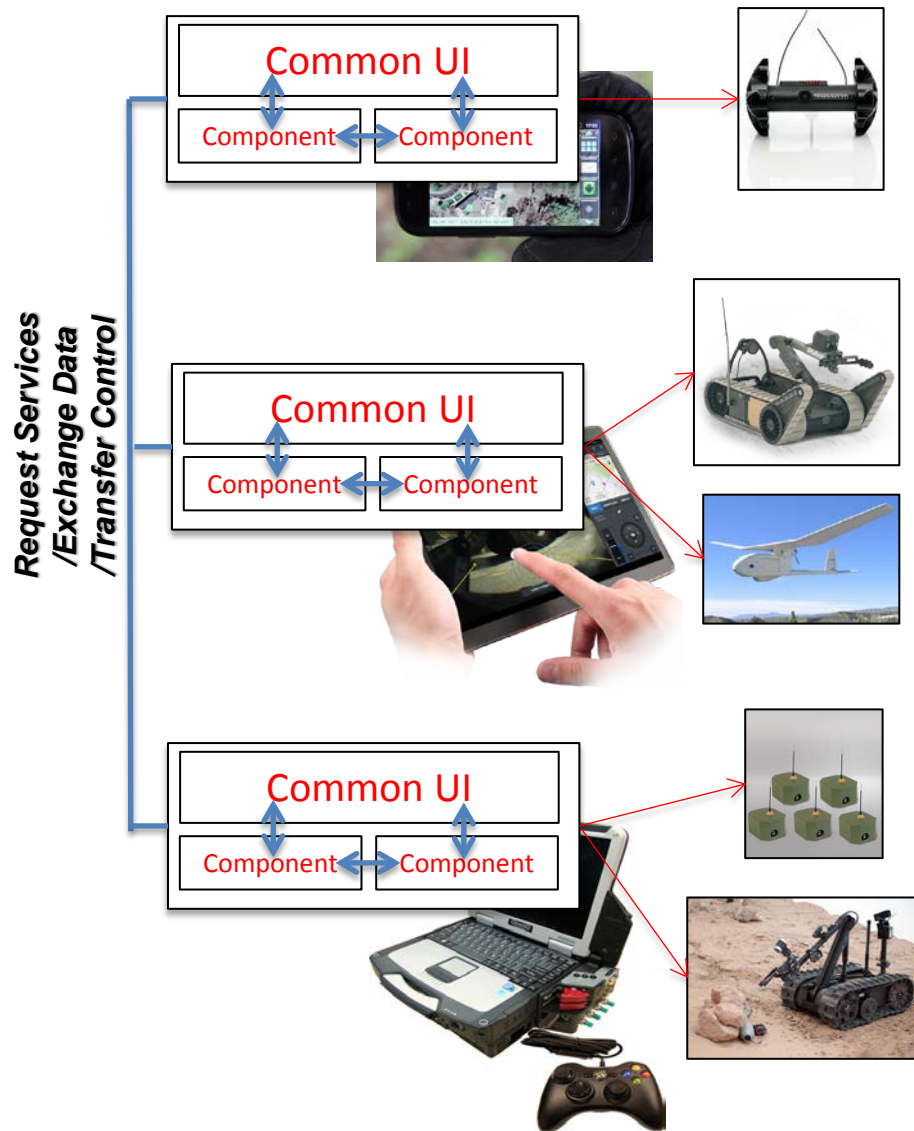 Common UI
Component
Component
Request Services
/Exchange Data
/Transfer Control
Common UI
Component
Component
Common UI
Component
Component